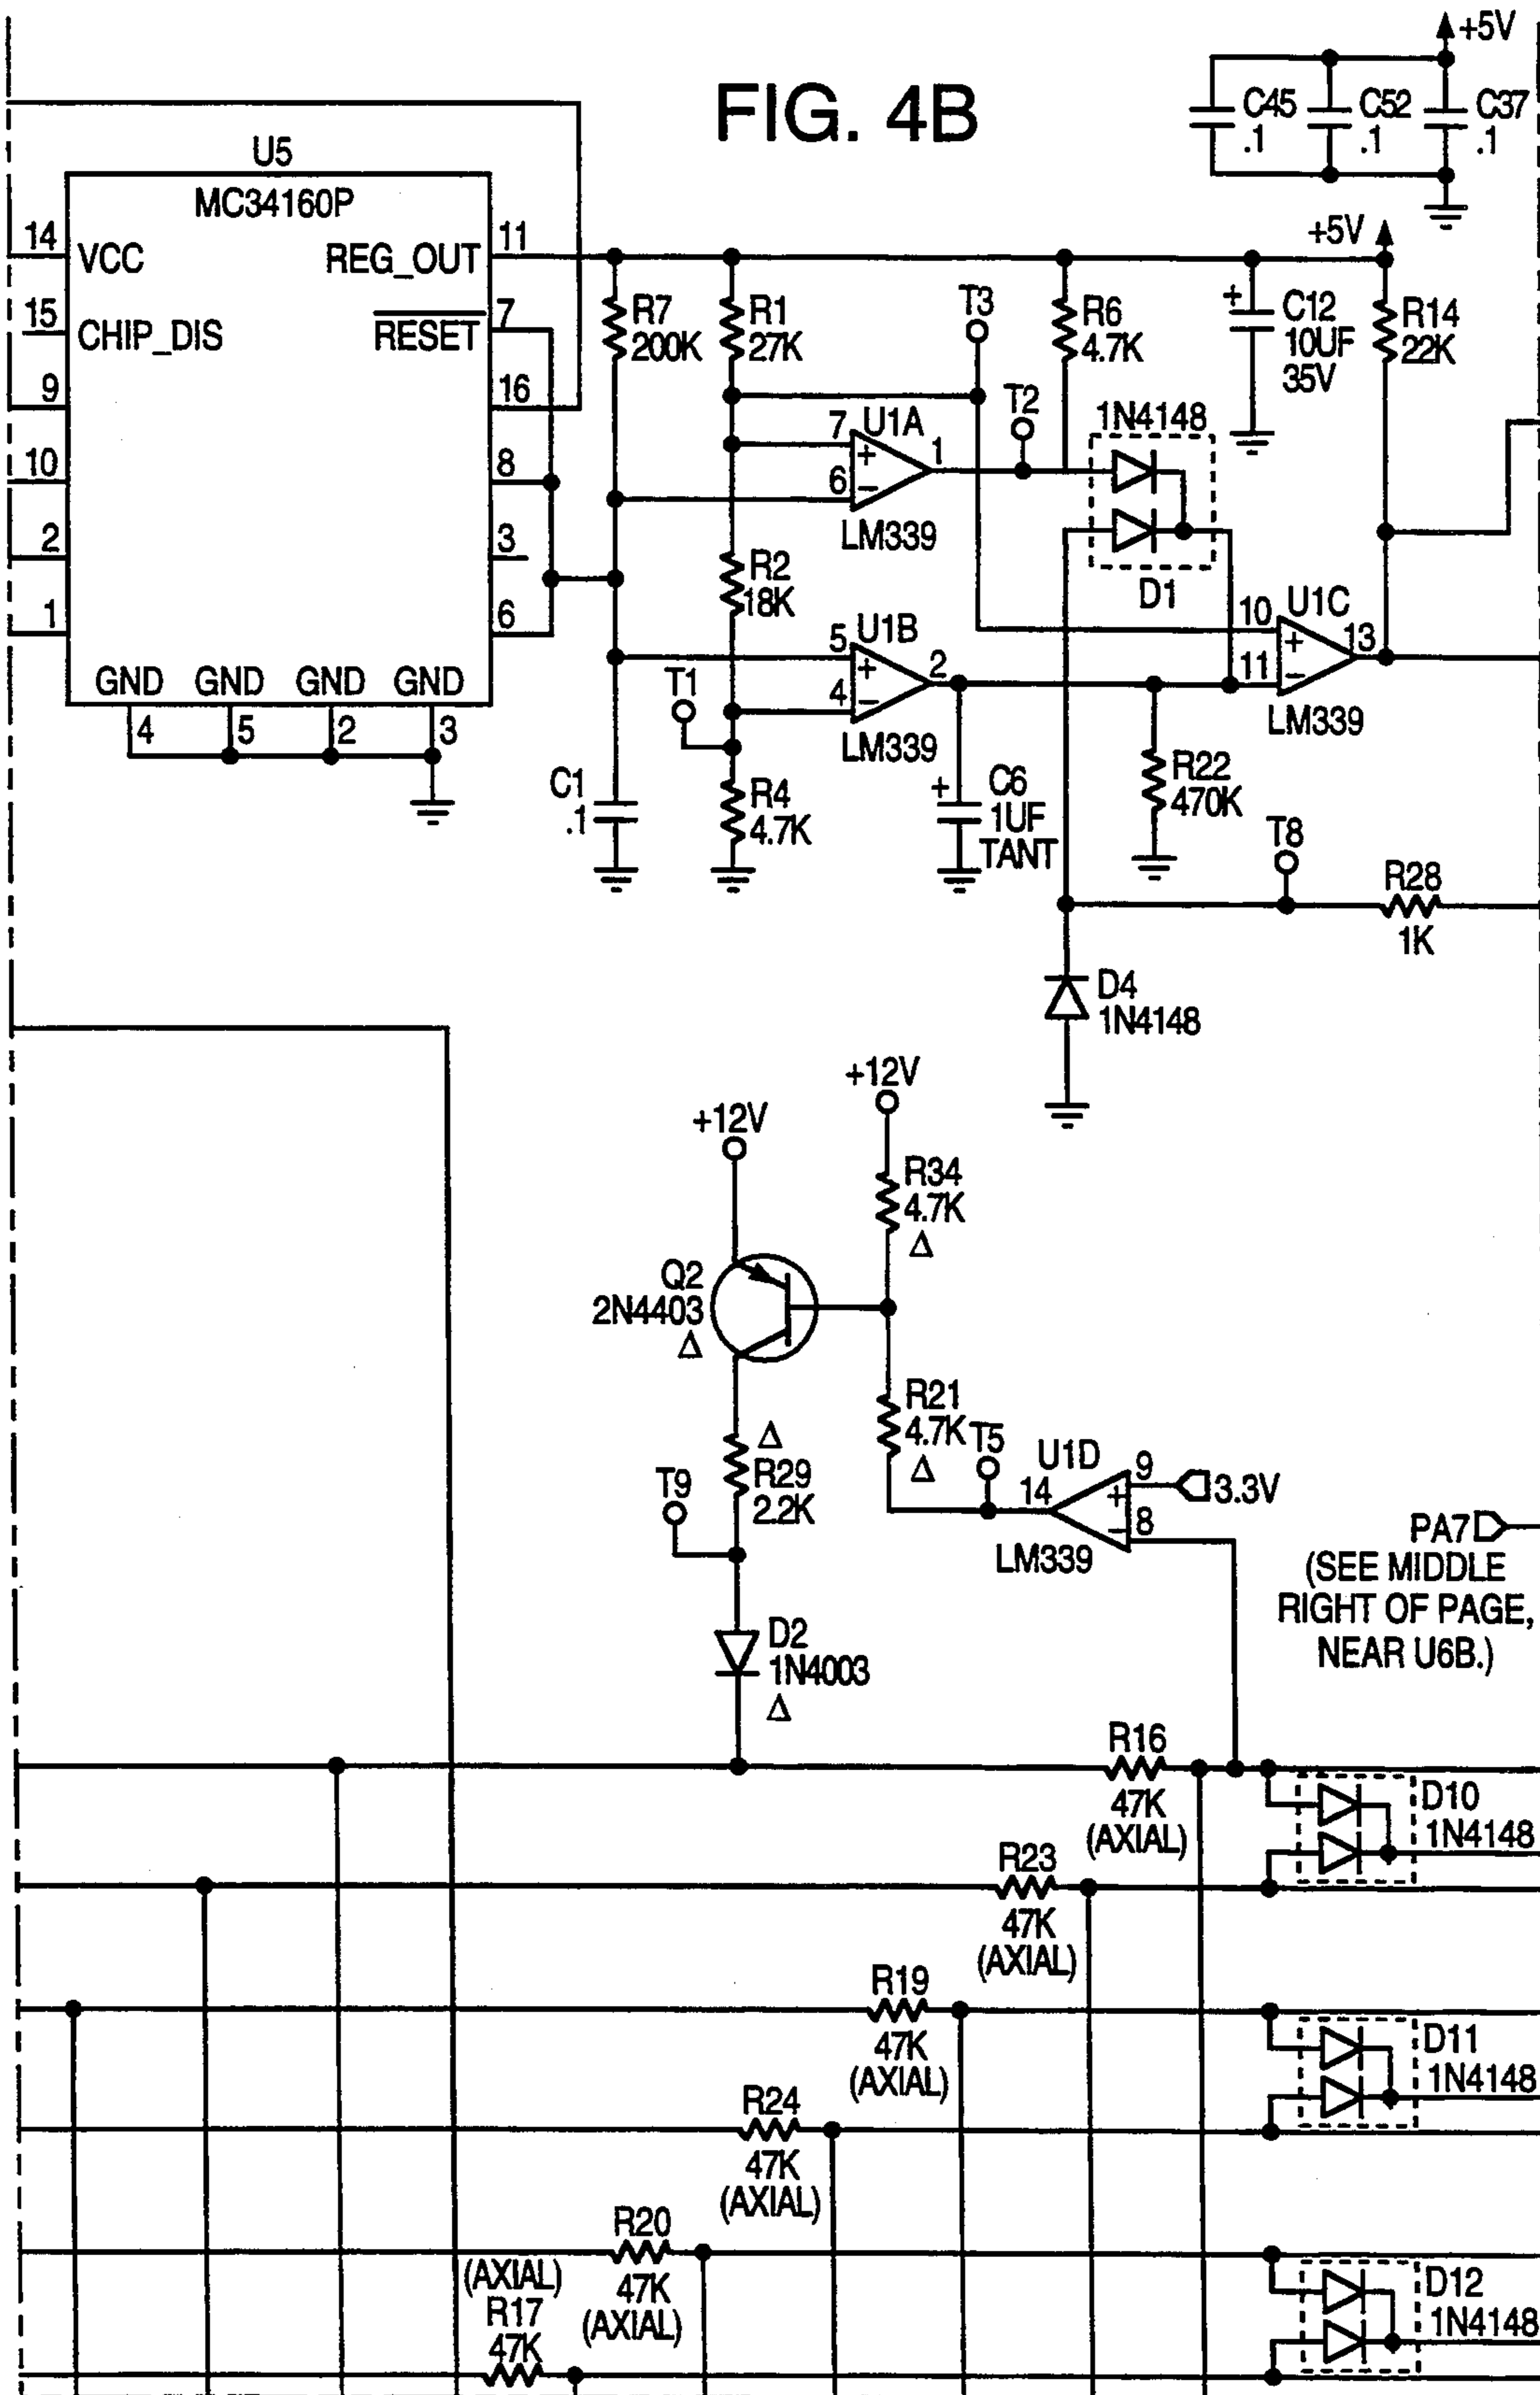 FIG. 4B
+5V
C45
.1
C52
.1
C37
.1
U5
MC34160P
14
VCC
REG_OUT
11
15
CHIP_DIS
RESET
7
9
16
10
8
2
3
1
6
GND GND GND GND
4
5
2
3
+5V
R7
200K
R1
27K
T3
R6
4.7K
+
C12
10UF
35V
R14
22K
T2
1N4148
7
U1A
+
1
6
−
LM339
D1
R2
18K
5
U1B
+
2
4
−
LM339
T1
10
U1C
+
13
11
−
LM339
C1
.1
R4
4.7K
+
C6
1UF
TANT
R22
470K
T8
R28
1K
D4
1N4148
+12V
+12V
R34
4.7K
Δ
Q2
2N4403
Δ
R21
4.7K
Δ
T5
U1D
14
9
+
3.3V
−
8
LM339
Δ
R29
2.2K
T9
PA7
(SEE MIDDLE
RIGHT OF PAGE,
NEAR U6B.)
D2
1N4003
Δ
R16
47K
(AXIAL)
D10
1N4148
R23
47K
(AXIAL)
R19
47K
(AXIAL)
D11
1N4148
R24
47K
(AXIAL)
R20
47K
(AXIAL)
D12
1N4148
(AXIAL)
R17
47K